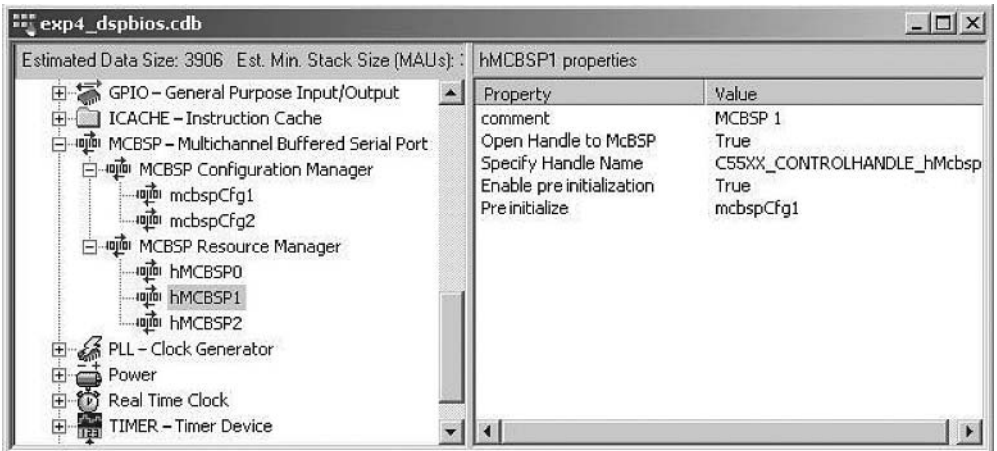 exp4_dspbios.cdb
Estimated Data Size: 3906 Est. Min. Stack Size (MAUs):
hMCBSP1 properties
GPIO – General Purpose Input/Output
ICACHE – Instruction Cache
MCBSP – Multichannel Buffered Serial Port
MCBSP Configuration Manager
mcbspCfg1
mcbspCfg2
MCBSP Resource Manager
hMCBSP0
hMCBSP1
hMCBSP2
PLL – Clock Generator
Power
Real Time Clock
TIMER – Timer Device
Property Value
comment MCBSP 1
Open Handle to McBSP True
Specify Handle Name C55XX_CONTROLHANDLE_hMcbsp
Enable pre initialization True
Pre initialize mcbspCfg1